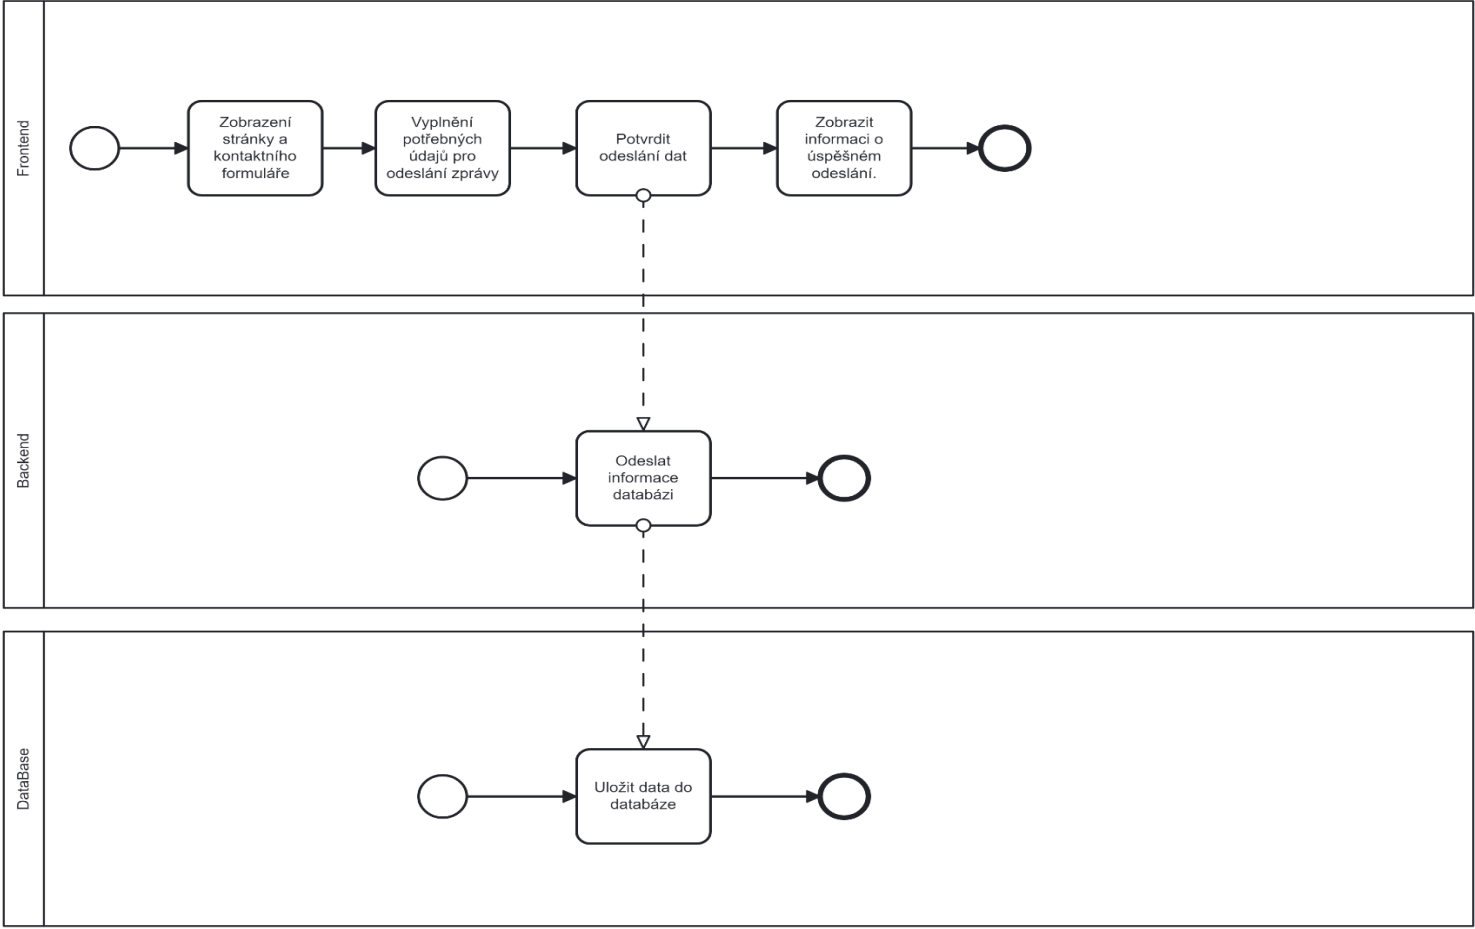 Frontend
Zobrazení
stránky a
kontaktního
formuláře
Vyplnění
potřebných
údajů pro
odeslání zprávy
Potvrdit
odeslání dat
Zobrazit
informaci o
úspěšném
odeslání.
Backend
Odeslat
informace
databázi
DataBase
Uložit data do
databáze